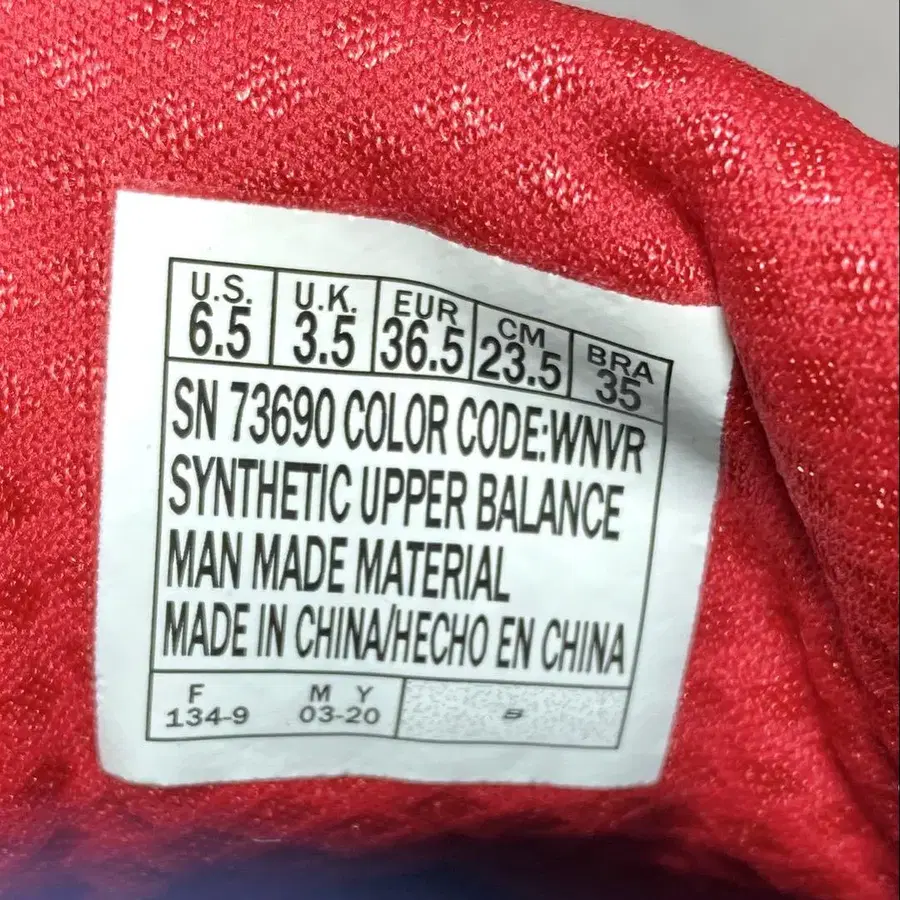 U.S. U.K. EUR CM BRA
6.5 3.5 36.5 23.5 35
SN 73690 COLOR CODE:WNVR
SYNTHETIC UPPER BALANCE
MAN MADE MATERIAL
MADE IN CHINA/HECHO EN CHINA
F M Y
134-9 03-20